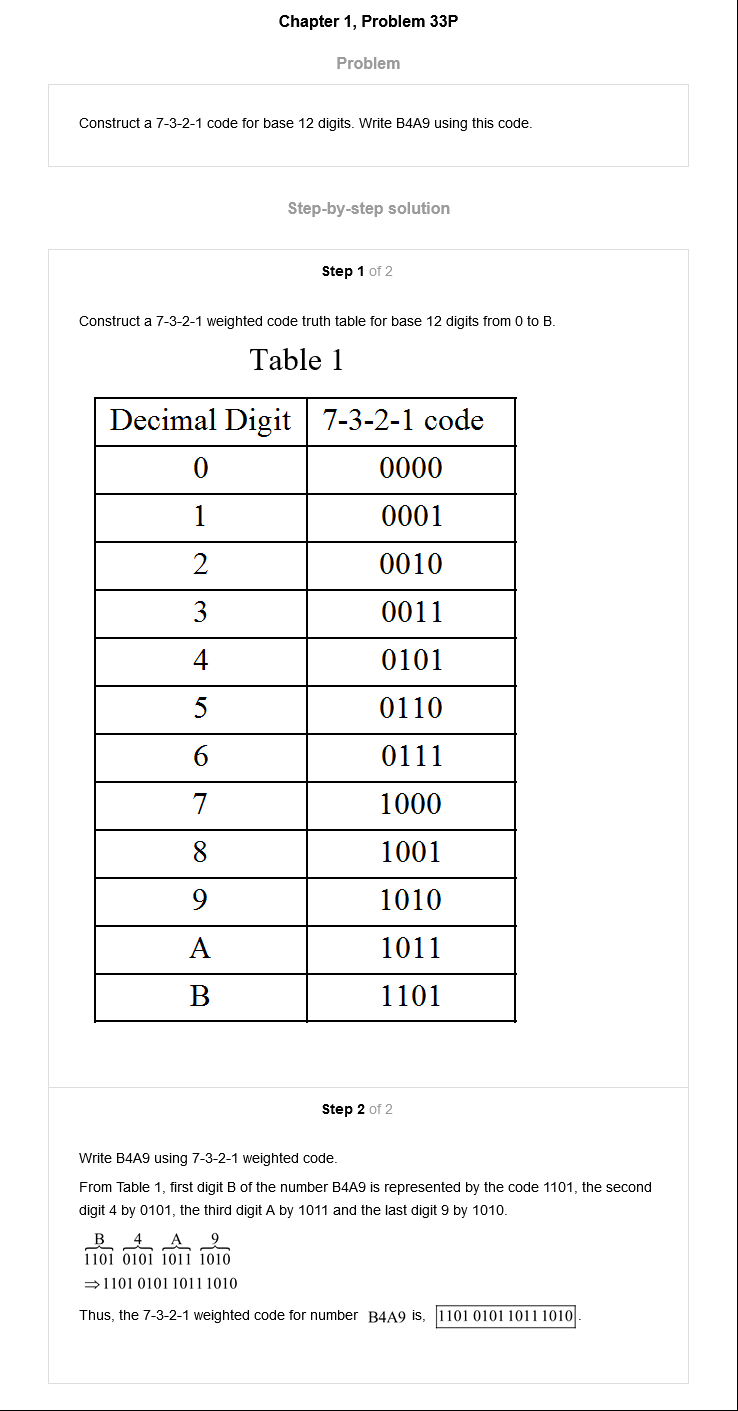 Chapter 1, Problem 33P
Problem
Construct a 7-3-2-1 code for base 12 digits. Write B4A9 using this code.
Step-by-step solution
Step 1 of 2
Construct a 7-3-2-1 weighted code truth table for base 12 digits from 0 to B.
Table 1
Decimal Digit 7-3-2-1 code
0 0000
1 0001
2 0010
3 0011
4 0101
5 0110
6 0111
7 1000
8 1001
9 1010
A 1011
B 1101
Step 2 of 2
Write B4A9 using 7-3-2-1 weighted code.
From Table 1, first digit B of the number B4A9 is represented by the code 1101, the second
digit 4 by 0101, the third digit A by 1011 and the last digit 9 by 1010.
B 4 A 9
1101 0101 1011 1010
⇒1101 0101 1011 1010
Thus, the 7-3-2-1 weighted code for number B4A9 is, 1101 0101 1011 1010.